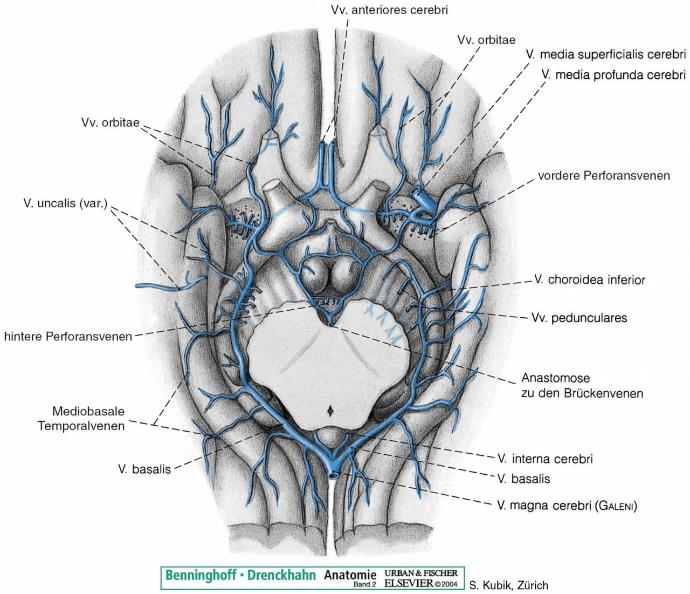 Vv. anteriores cerebri
Vv. orbitae
V. media superficialis cerebri
V. media profunda cerebri
Vv. orbitae
vordere Perforansvenen
V. uncalis (var.)
V. choroidea inferior
Vv. pedunculares
hintere Perforansvenen
Anastomose
zu den Brückenvenen
Mediobasale
Temporalvenen
V. interna cerebri
V. basalis
V. basalis
V. magna cerebri (GALENI)
Benninghoff · Drenckhahn Anatomie Band 2 URBAN & FISCHER
ELSEVIER ©2004
S. Kubik, Zürich